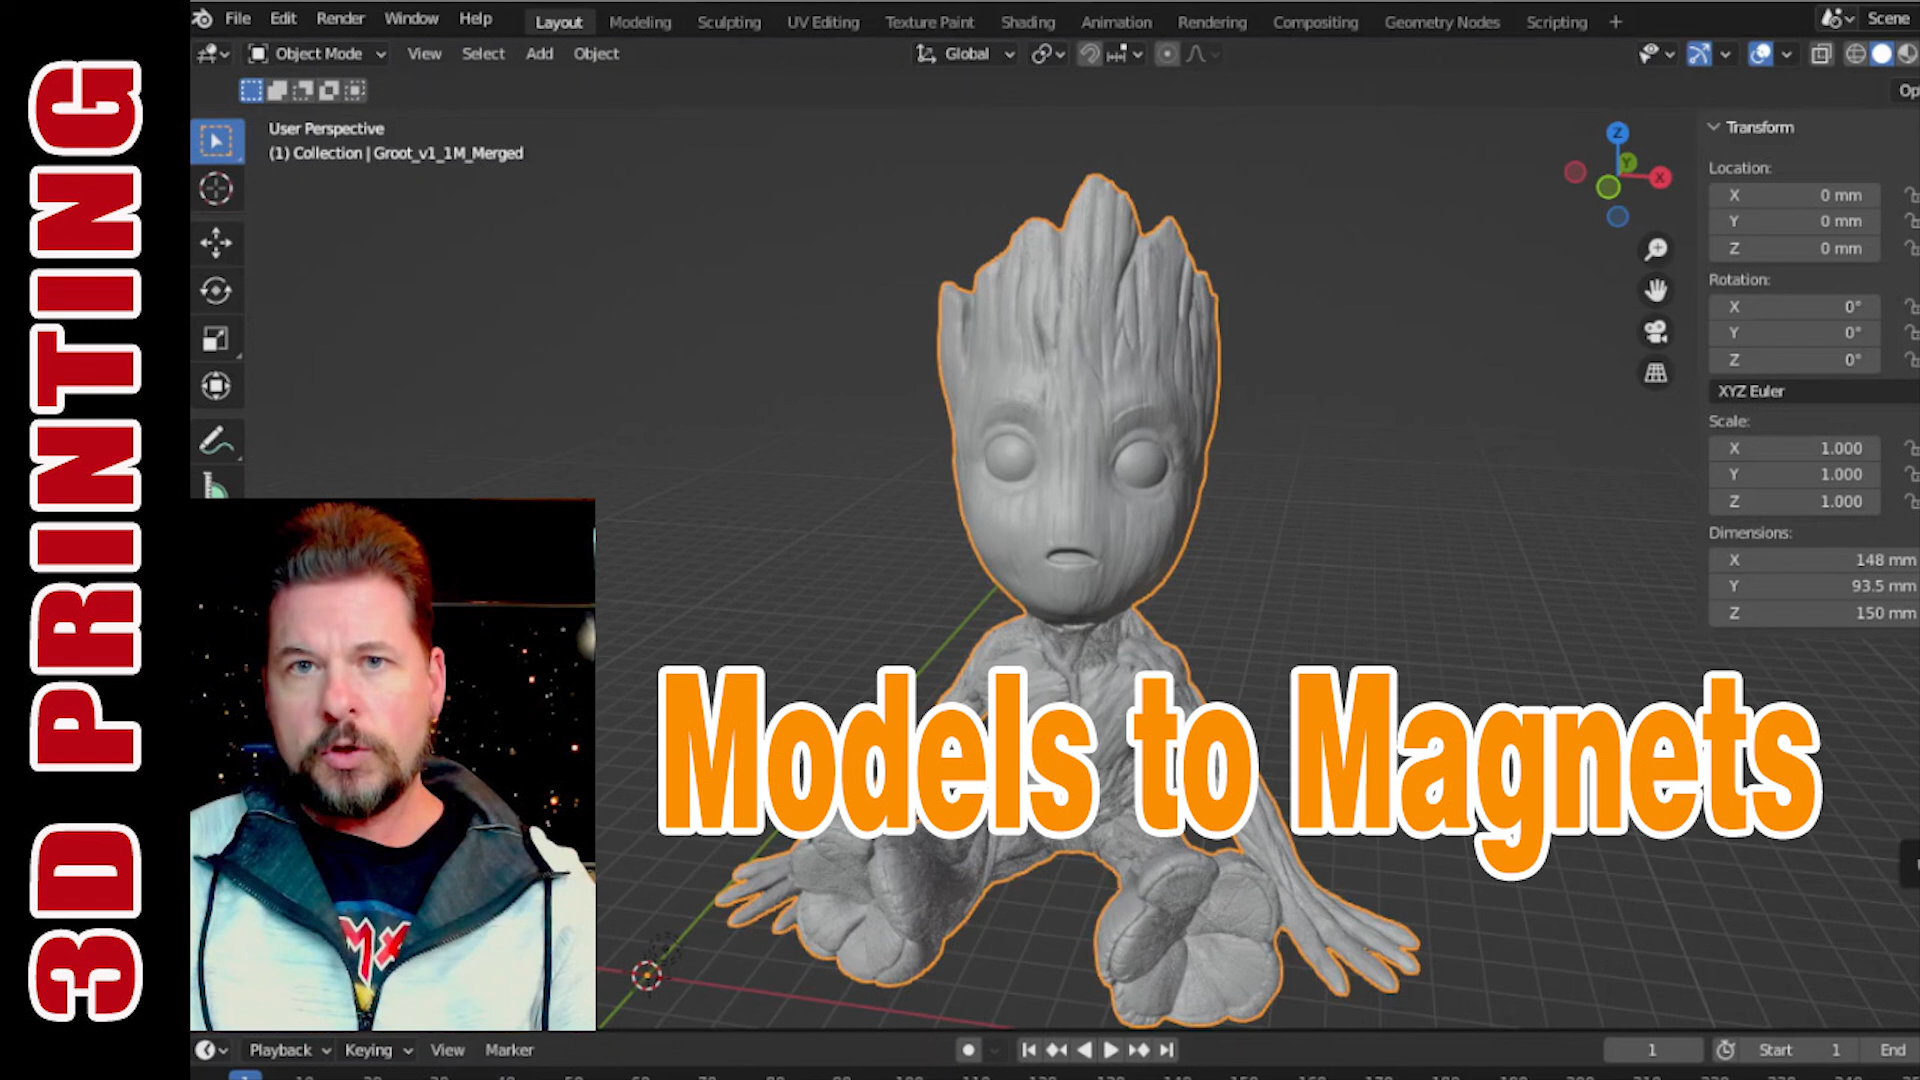 3D PRINTING
File Edit Render Window Help Layout Modeling Sculpting UV Editing Texture Paint Shading Animation Rendering Compositing Geometry Nodes Scripting + Scene
Object Mode View Select Add Object Global
User Perspective
(1) Collection | Groot_v1_1M_Merged
Z
Y
X
Transform
Location:
X 0 mm
Y 0 mm
Z 0 mm
Rotation:
X 0°
Y 0°
Z 0°
XYZ Euler
Scale:
X 1.000
Y 1.000
Z 1.000
Dimensions:
X 148 mm
Y 93.5 mm
Z 150 mm
Models to Magnets
Playback Keying View Marker 1 Start 1 End